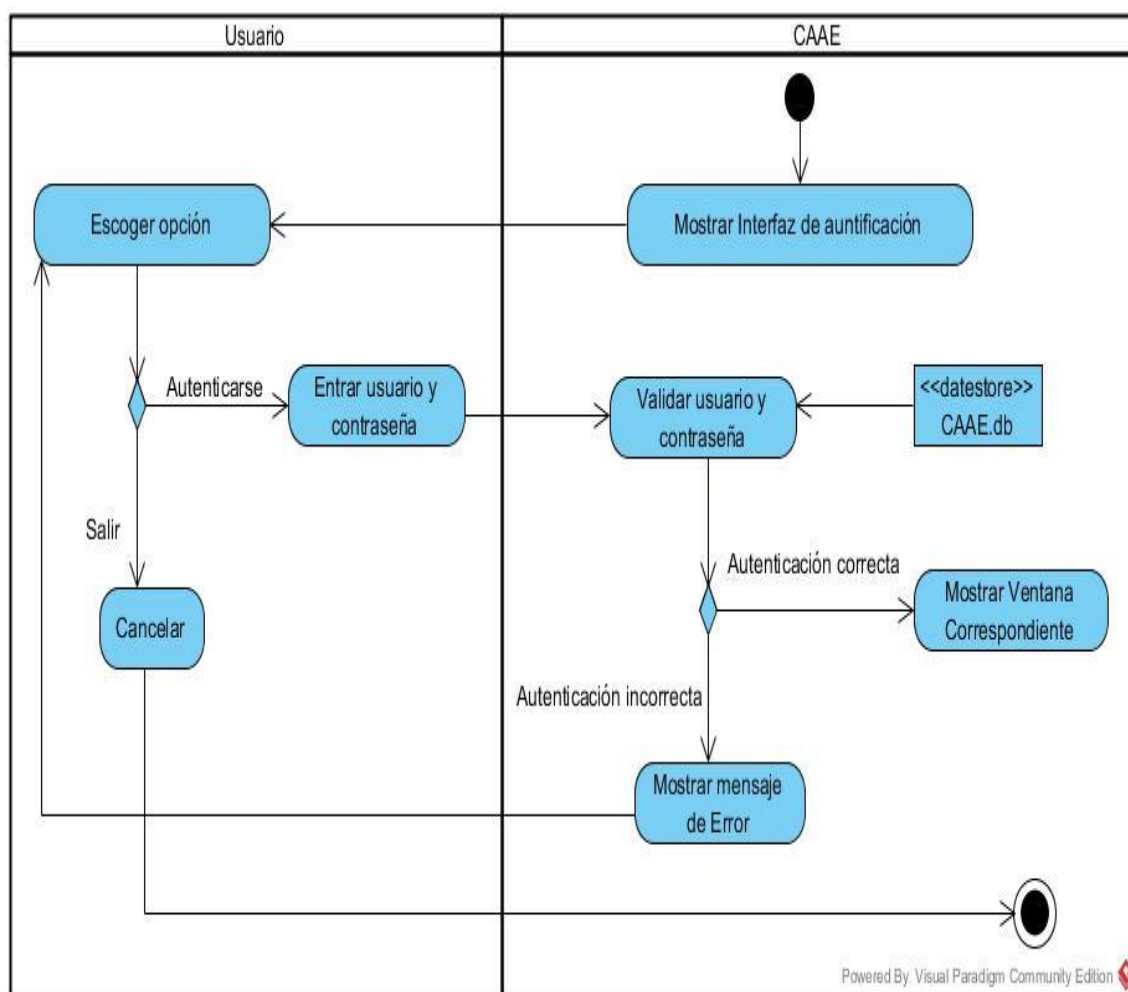 Usuario
CAAE
Escoger opción
Mostrar Interfaz de auntificación
Autenticarse
Entrar usuario y
contraseña
Validar usuario y
contraseña
<<datestore>>
CAAE.db
Salir
Autenticación correcta
Cancelar
Mostrar Ventana
Correspondiente
Autenticación incorrecta
Mostrar mensaje
de Error
Powered By Visual Paradigm Community Edition